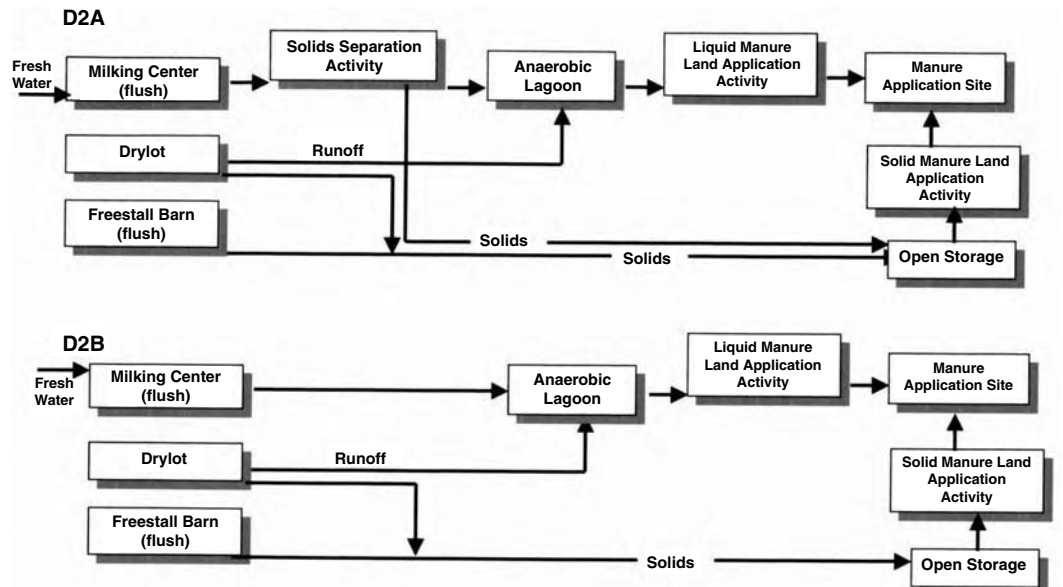 D2A
Fresh
Water
Milking Center
(flush)
Solids Separation
Activity
Anaerobic
Lagoon
Liquid Manure
Land Application
Activity
Manure
Application Site
Drylot
Runoff
Solid Manure Land
Application
Activity
Freestall Barn
(flush)
Solids
Solids
Open Storage
D2B
Fresh
Water
Milking Center
(flush)
Anaerobic
Lagoon
Liquid Manure
Land Application
Activity
Manure
Application Site
Drylot
Runoff
Solid Manure Land
Application
Activity
Freestall Barn
(flush)
Solids
Open Storage